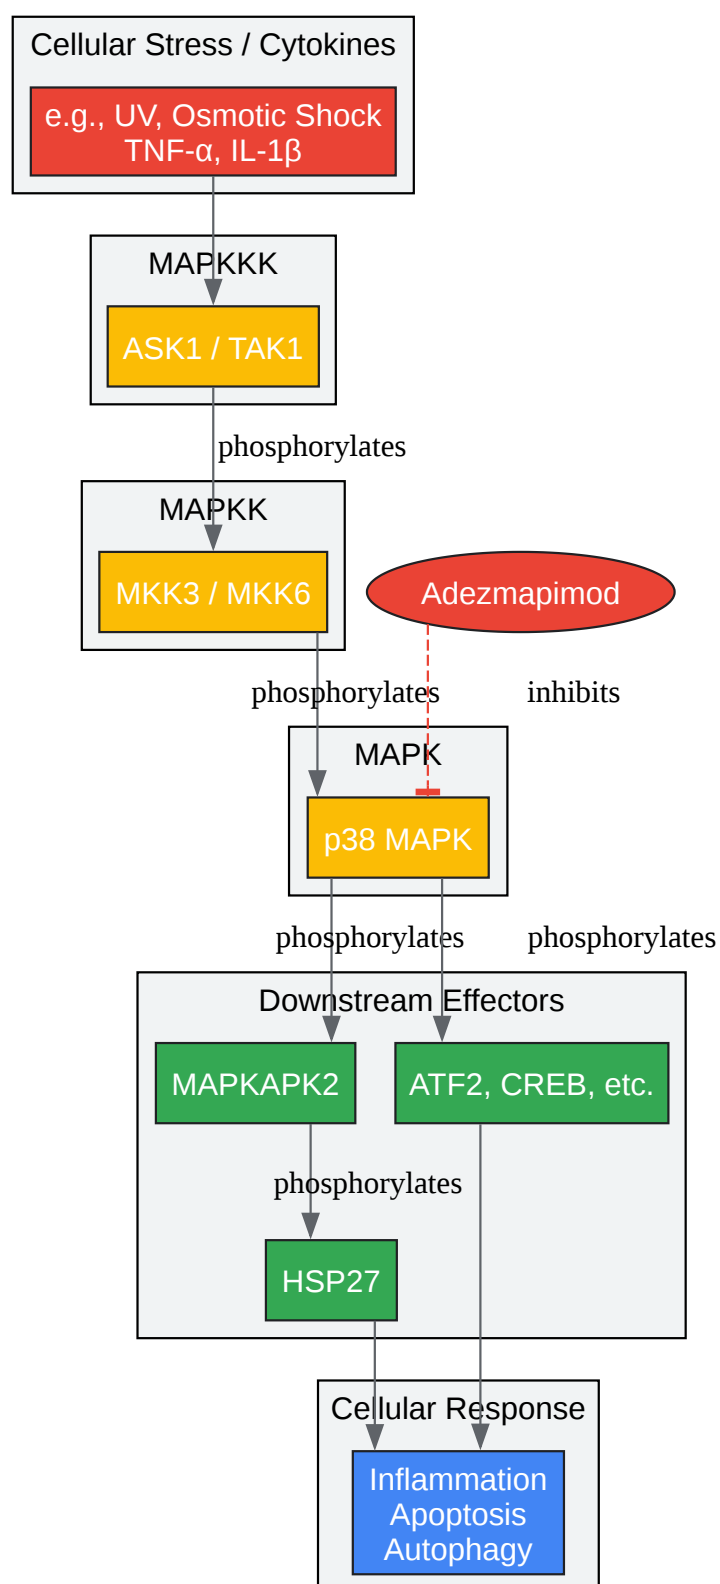 Cellular Stress / Cytokines
e.g., UV, Osmotic Shock
TNF-α, IL-1β
MAPKKK
ASK1 / TAK1
phosphorylates
MAPKK
MKK3 / MKK6
Adezmapimod
phosphorylates
inhibits
MAPK
p38 MAPK
phosphorylates
phosphorylates
Downstream Effectors
MAPKAPK2
ATF2, CREB, etc.
phosphorylates
HSP27
Cellular Response
Inflammation
Apoptosis
Autophagy